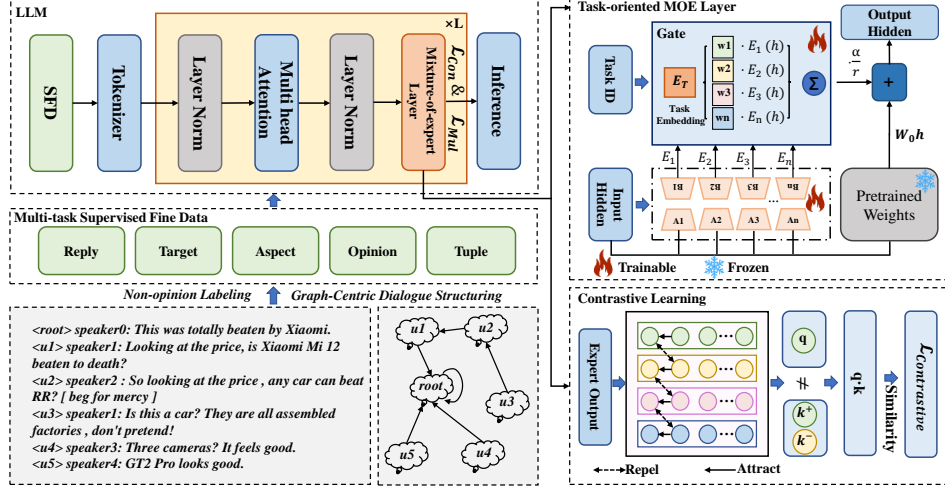 LLM
×L
SFD
Tokenizer
Layer Norm
Multi head
Attention
Layer Norm
Mixture-of-expert
Layer
ℒCon & ℒMul
Inference
Multi-task Supervised Fine Data
Reply
Target
Aspect
Opinion
Tuple
Non-opinion Labeling
Graph-Centric Dialogue Structuring
<root> speaker0: This was totally beaten by Xiaomi.
<u1> speaker1: Looking at the price, is Xiaomi Mi 12
beaten to death?
<u2> speaker2 : So looking at the price , any car can beat
RR? [ beg for mercy ]
<u3> speaker1: Is this a car? They are all assembled
factories , don't pretend!
<u4> speaker3: Three cameras? It feels good.
<u5> speaker4: GT2 Pro looks good.
u1
u2
root
u3
u5
u4
Task-oriented MOE Layer
Output
Hidden
Gate
Task ID
E_T
Task
Embedding
w1 · E1 (h)
w2 · E2 (h)
w3 · E3 (h)
wn · En (h)
Σ
· α/r
+
W0h
E1
E2
E3
En
Input
Hidden
B1
B2
B3
Bn
...
A1
A2
A3
An
Pretrained
Weights
Trainable
Frozen
Contrastive Learning
Expert Output
q
≠
k+
k−
q·k
Similarity
ℒContrastive
Repel
Attract